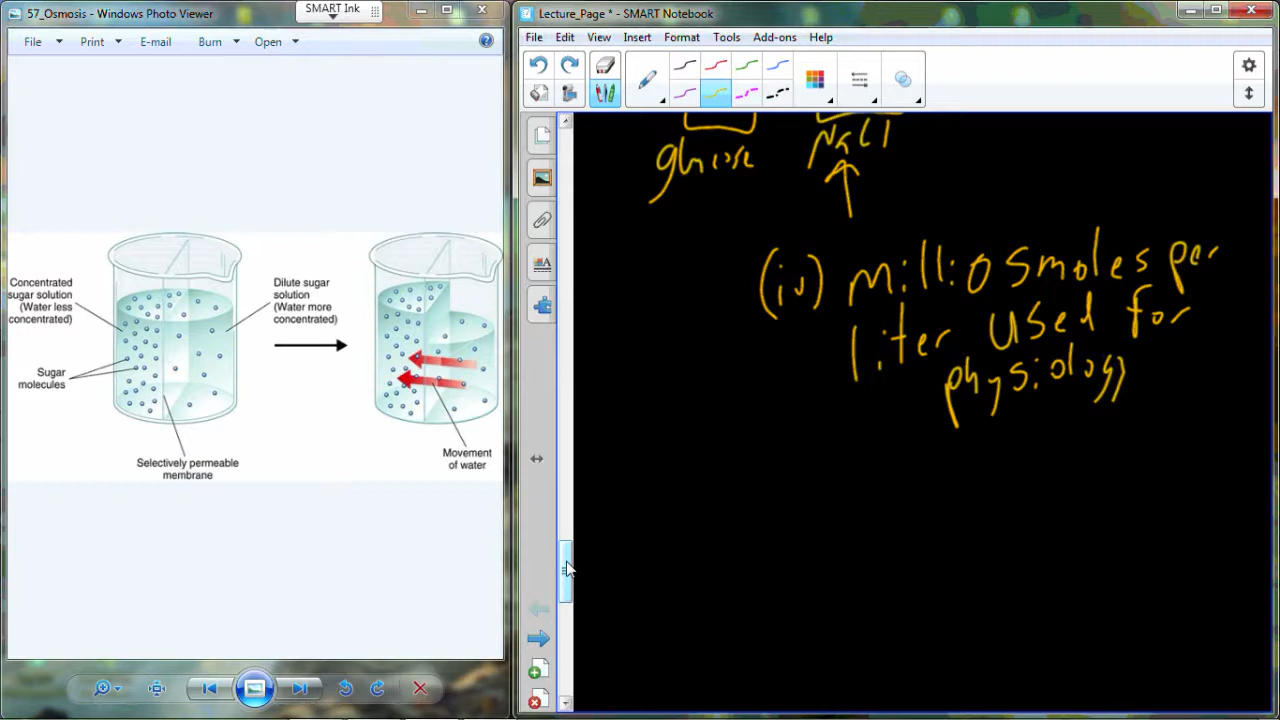 57_Osmosis - Windows Photo Viewer
SMART Ink
File Print E-mail Burn Open
Concentrated
sugar solution
(Water less
concentrated)
Sugar
molecules
Dilute sugar
solution
(Water more
concentrated)
Selectively permeable
membrane
Movement
of water
Lecture_Page * - SMART Notebook
File Edit View Insert Format Tools Add-ons Help
glucose NaCl
(iv) Milliosmoles per
liter used for
physiology